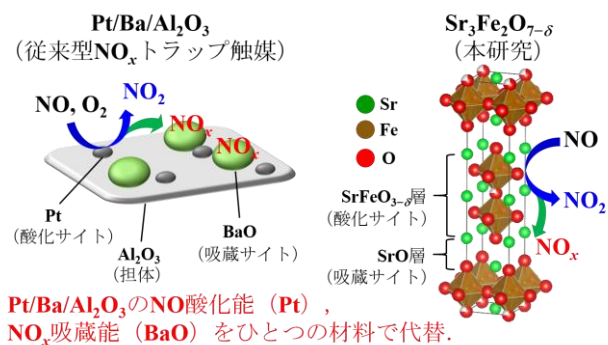 Pt/Ba/Al₂O₃
（従来型NOₓトラップ触媒）
NO, O₂
NO₂
NOₓ
NOₓ
Pt
（酸化サイト）
Al₂O₃
（担体）
BaO
（吸蔵サイト）
Sr₃Fe₂O₇₋δ
（本研究）
Sr
Fe
O
NO
SrFeO₃₋δ層
（酸化サイト）
NO₂
SrO層
（吸蔵サイト）
NOₓ
Pt/Ba/Al₂O₃のNO酸化能（Pt）,
NOₓ吸蔵能（BaO）をひとつの材料で代替.